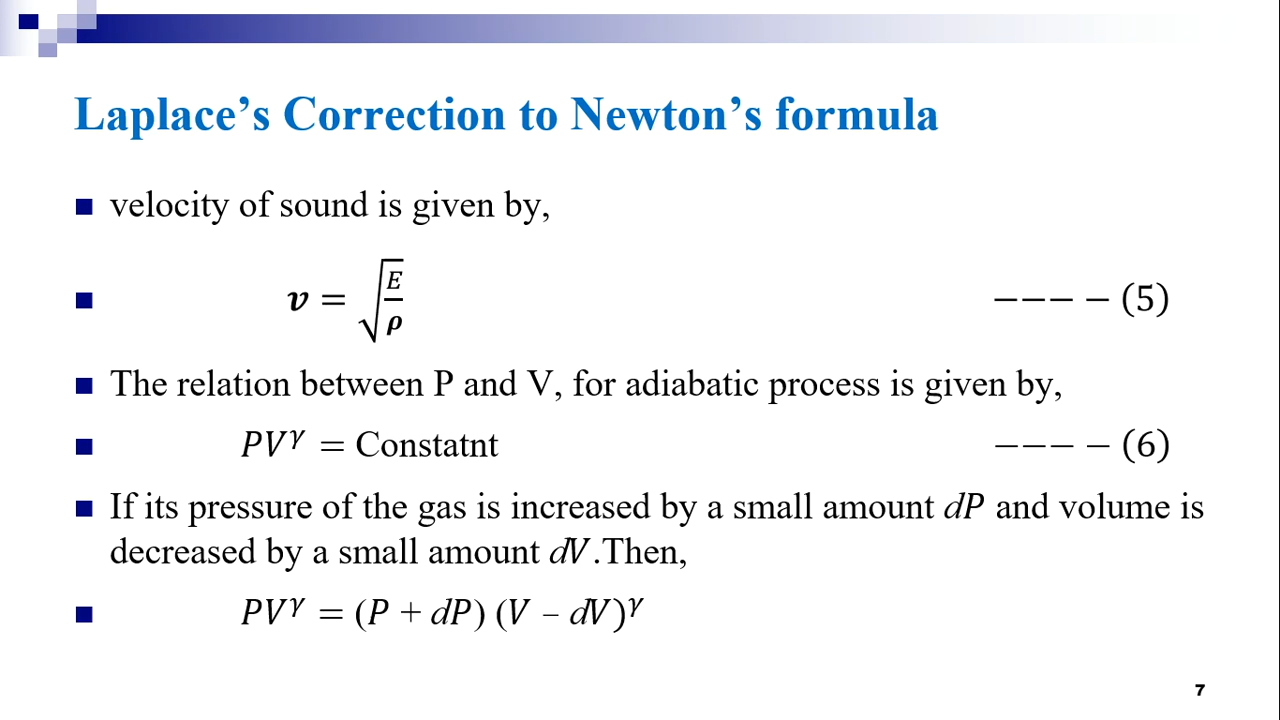 Laplace’s Correction to Newton’s formula
velocity of sound is given by,
𝒗 = √(E/𝝆) −−−− (5)
The relation between P and V, for adiabatic process is given by,
PV^γ = Constatnt −−−− (6)
If its pressure of the gas is increased by a small amount dP and volume is
decreased by a small amount dV.Then,
PV^γ = (P + dP) (V – dV)^γ
7